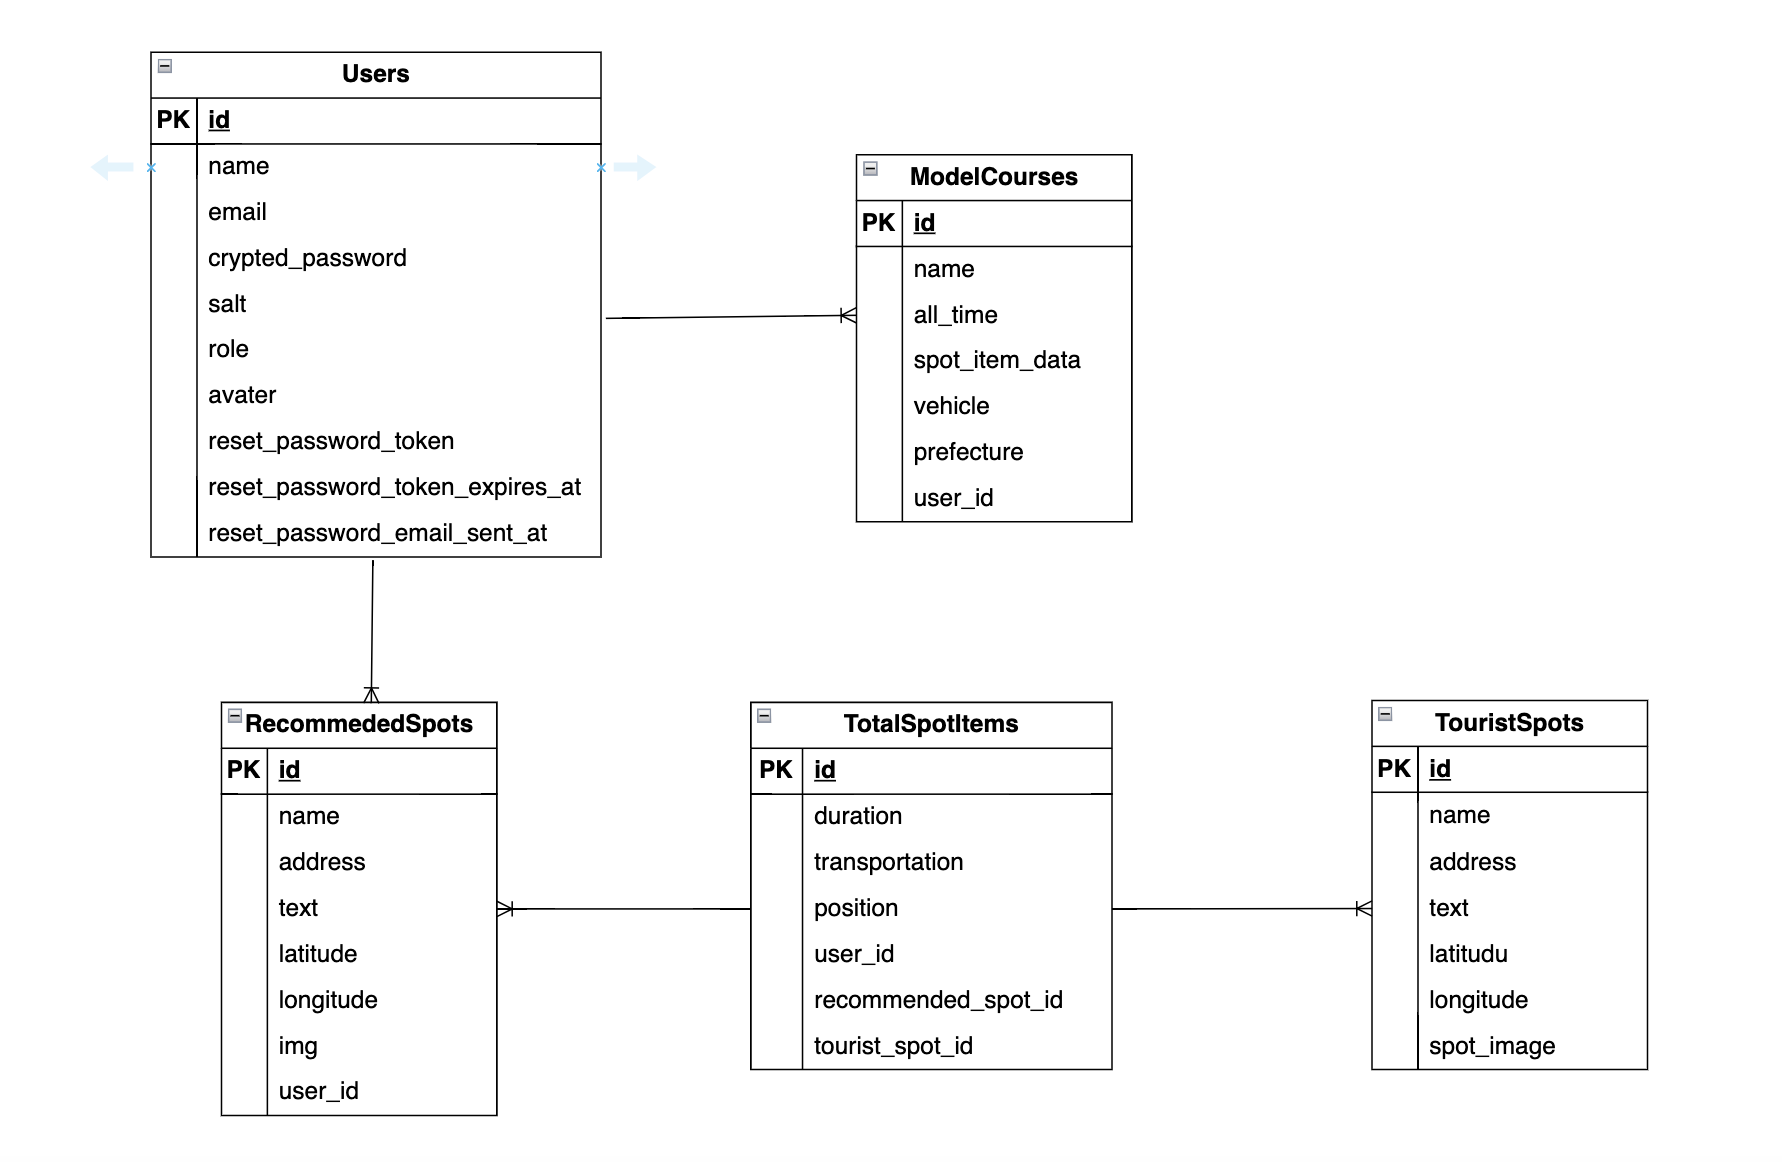 Users
PK id
name
email
crypted_password
salt
role
avater
reset_password_token
reset_password_token_expires_at
reset_password_email_sent_at
ModelCourses
PK id
name
all_time
spot_item_data
vehicle
prefecture
user_id
RecommededSpots
PK id
name
address
text
latitude
longitude
img
user_id
TotalSpotItems
PK id
duration
transportation
position
user_id
recommended_spot_id
tourist_spot_id
TouristSpots
PK id
name
address
text
latitudu
longitude
spot_image